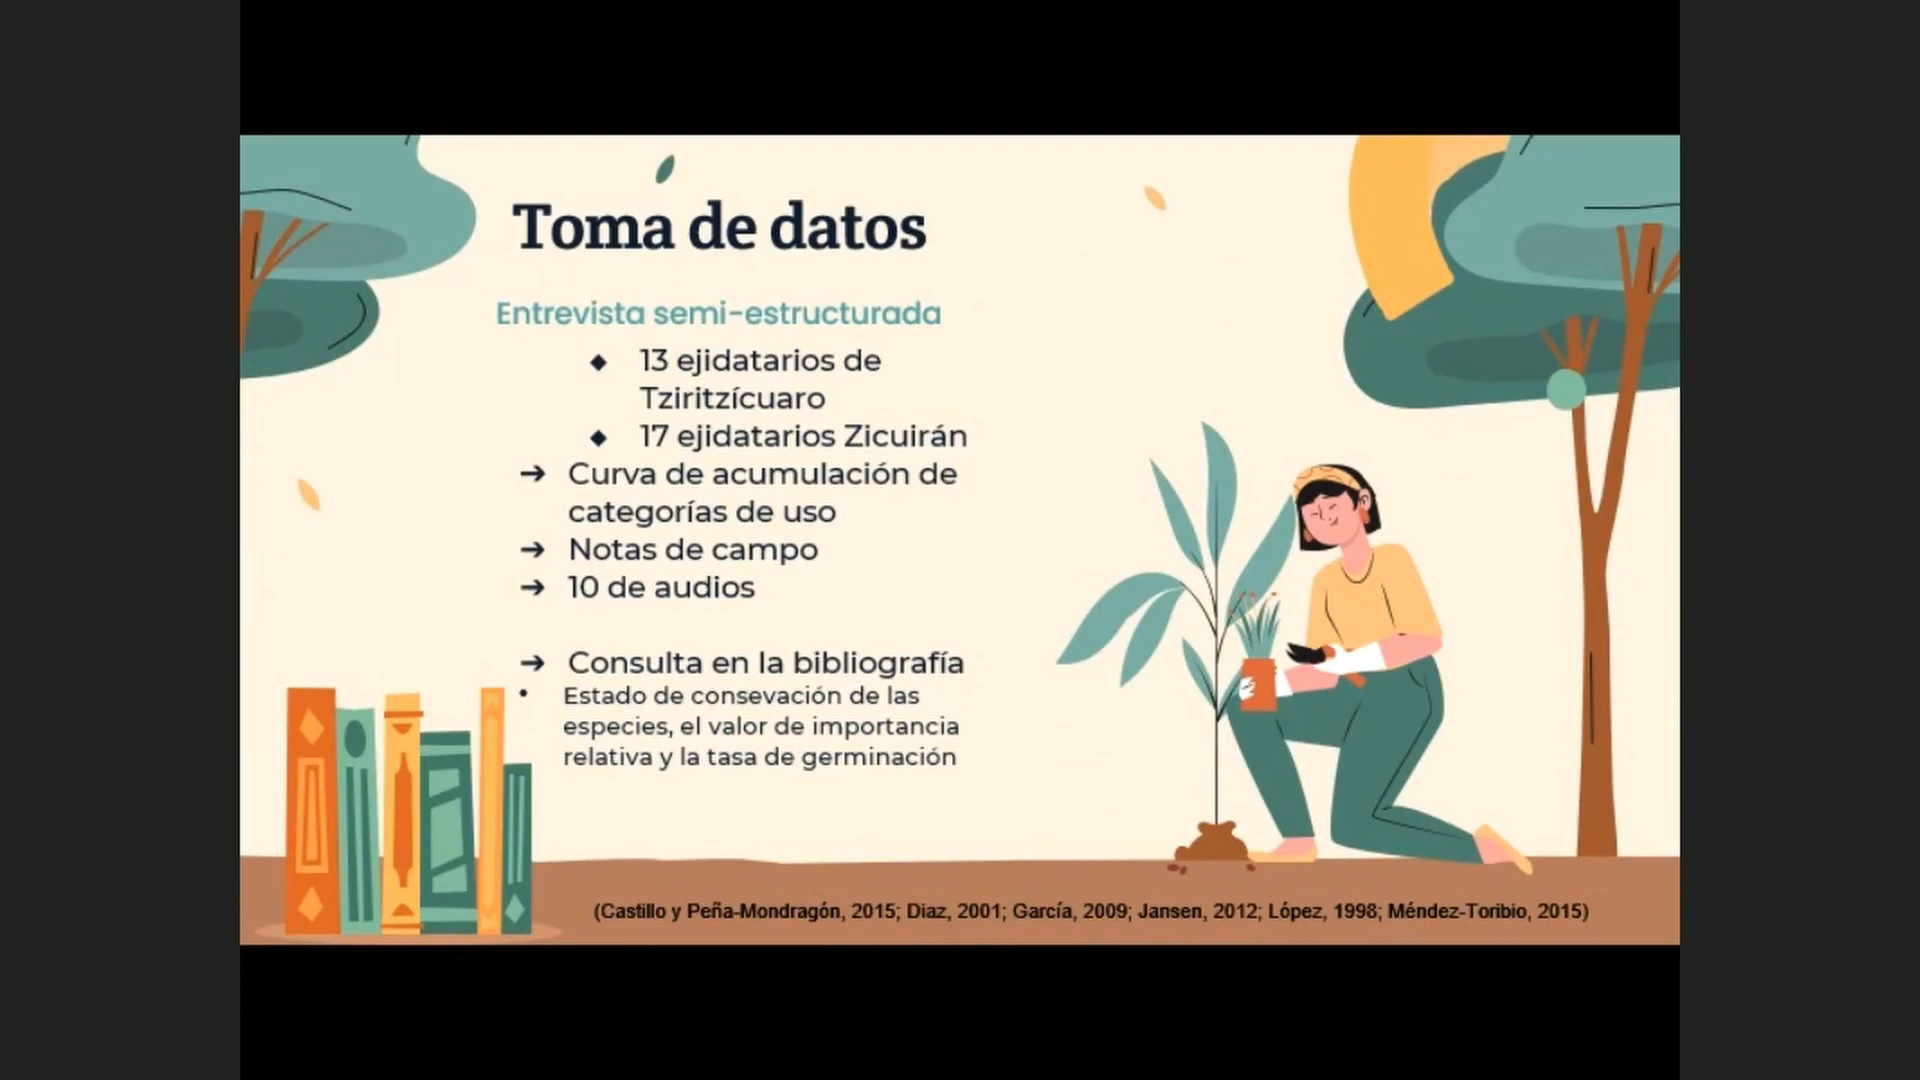 Toma de datos
Entrevista semi-estructurada
◆ 13 ejidatarios de
Tziritzícuaro
◆ 17 ejidatarios Zicuirán
➔ Curva de acumulación de
categorías de uso
➔ Notas de campo
➔ 10 de audios
➔ Consulta en la bibliografía
• Estado de consevación de las
especies, el valor de importancia
relativa y la tasa de germinación
(Castillo y Peña-Mondragón, 2015; Diaz, 2001; García, 2009; Jansen, 2012; López, 1998; Méndez-Toribio, 2015)